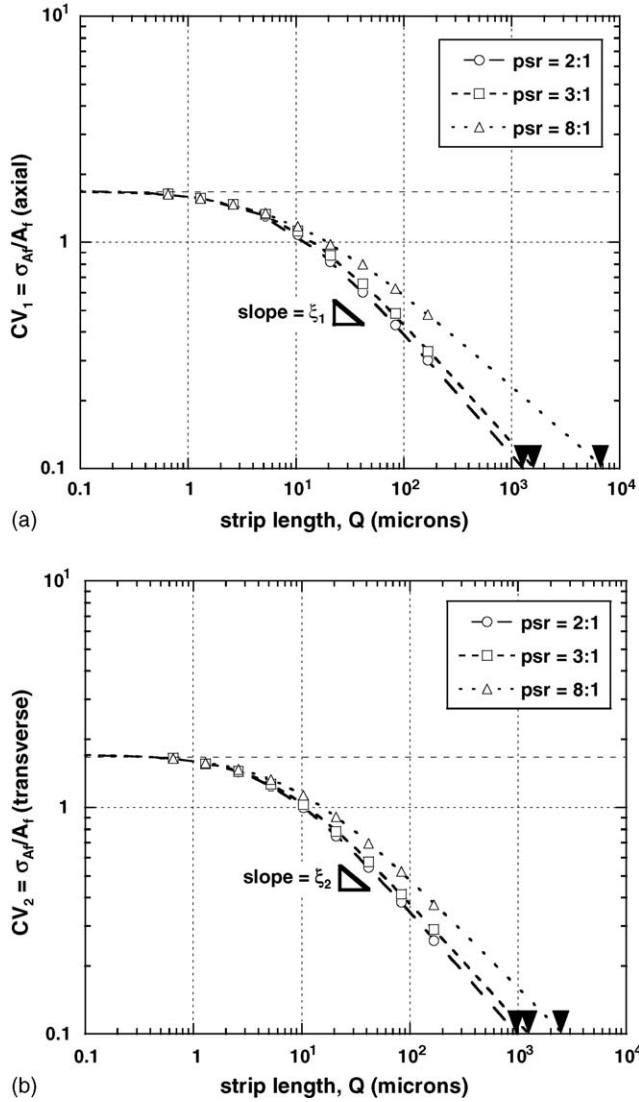 10¹
psr = 2:1
psr = 3:1
psr = 8:1
CV₁ = σ_Af/A_f (axial)
1
slope = ξ₁
0.1
0.1 1 10¹ 10² 10³ 10⁴
(a) strip length, Q (microns)
10¹
psr = 2:1
psr = 3:1
psr = 8:1
CV₂ = σ_Af/A_f (transverse)
1
slope = ξ₂
0.1
0.1 1 10¹ 10² 10³ 10⁴
(b) strip length, Q (microns)